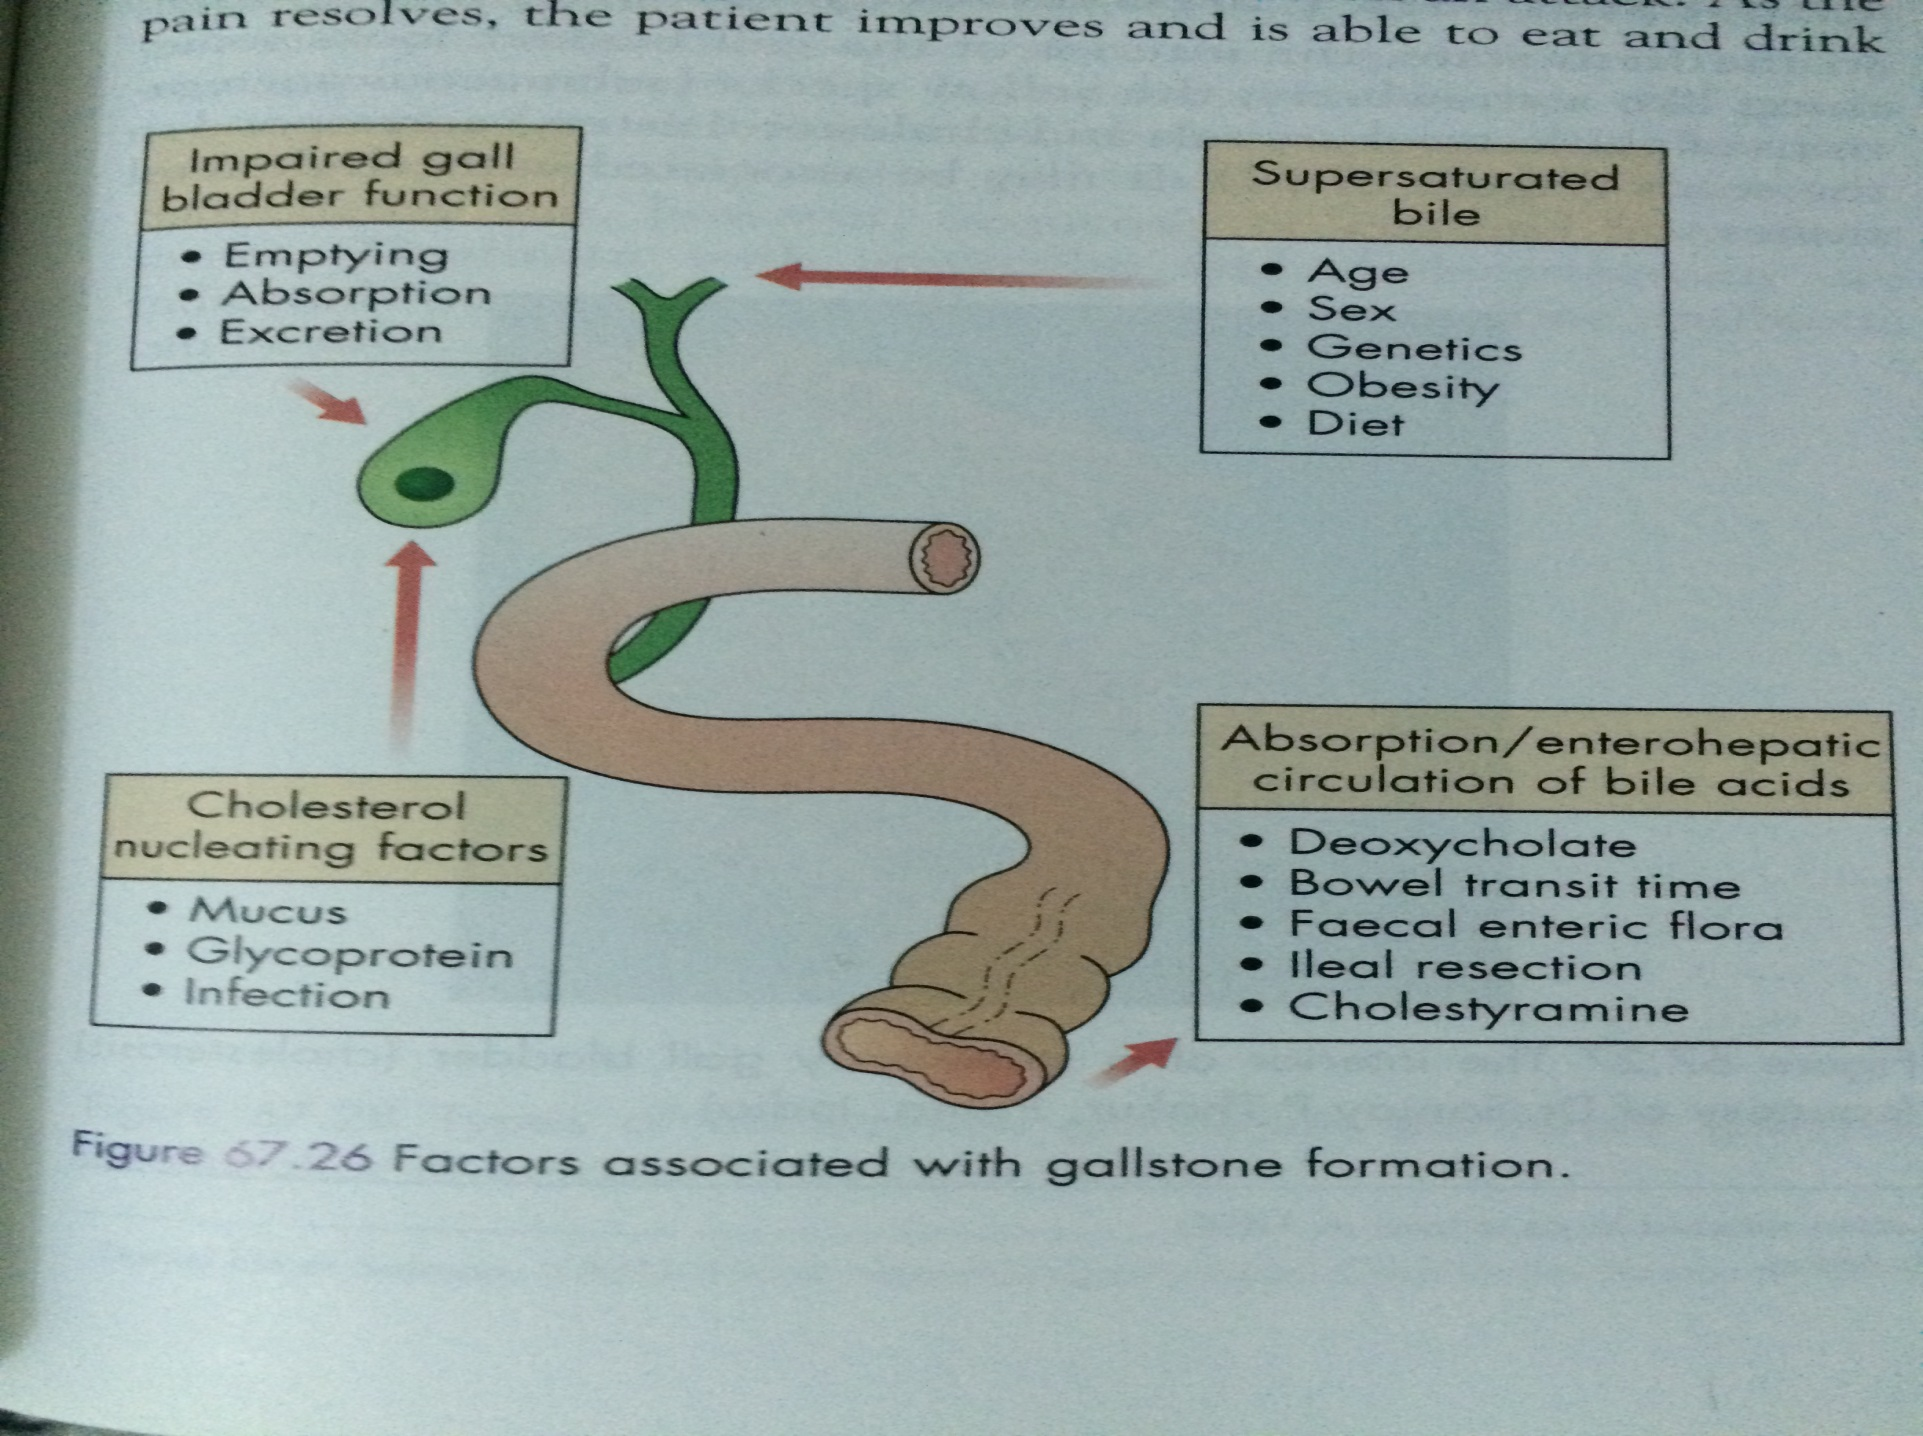 pain resolves, the patient improves and is able to eat and drink
Impaired gall
bladder function
• Emptying
• Absorption
• Excretion
Supersaturated
bile
• Age
• Sex
• Genetics
• Obesity
• Diet
Cholesterol
nucleating factors
• Mucus
• Glycoprotein
• Infection
Absorption/enterohepatic
circulation of bile acids
• Deoxycholate
• Bowel transit time
• Faecal enteric flora
• Ileal resection
• Cholestyramine
Figure 67.26 Factors associated with gallstone formation.